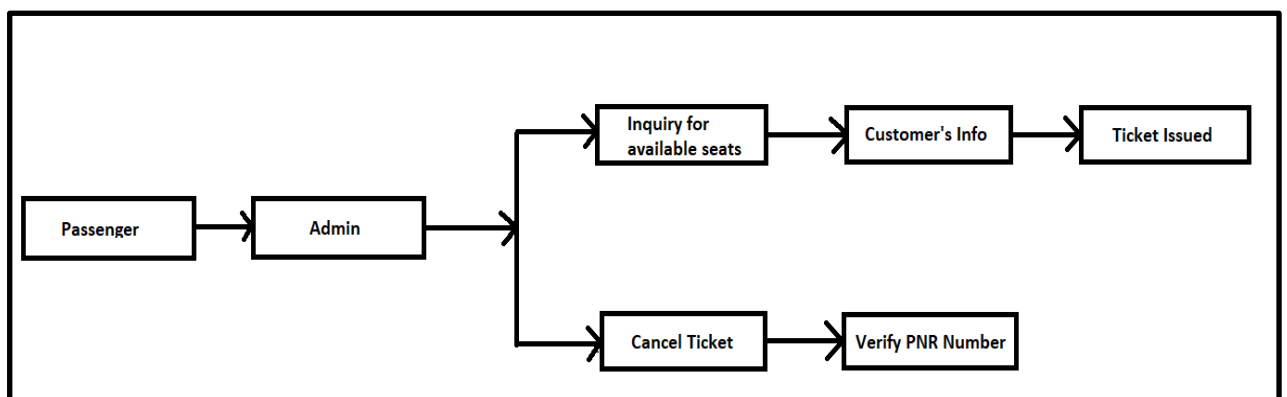 Passenger
Admin
Inquiry for
available seats
Customer's Info
Ticket Issued
Cancel Ticket
Verify PNR Number